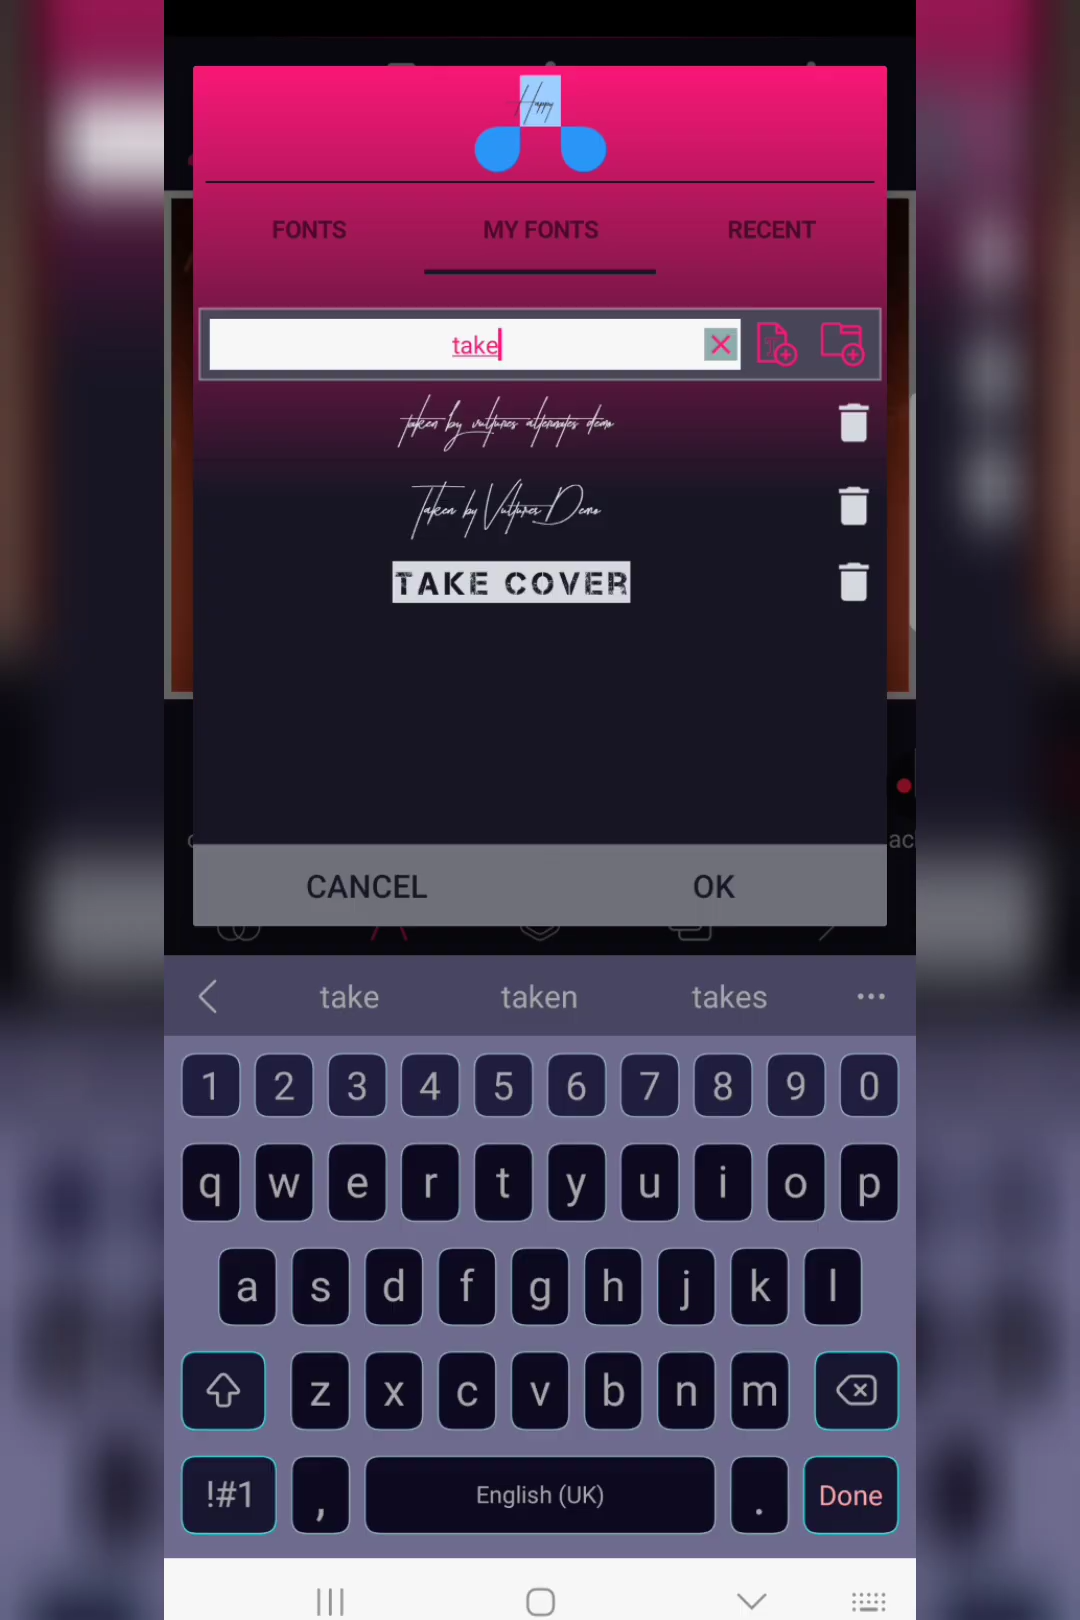 Happy
FONTS MY FONTS RECENT
take
taken by vultures alternates demo
Taken by Vultures Demo
TAKE COVER
CANCEL OK
take taken takes
1 2 3 4 5 6 7 8 9 0
q w e r t y u i o p
a s d f g h j k l
z x c v b n m
!#1 , English (UK) . Done